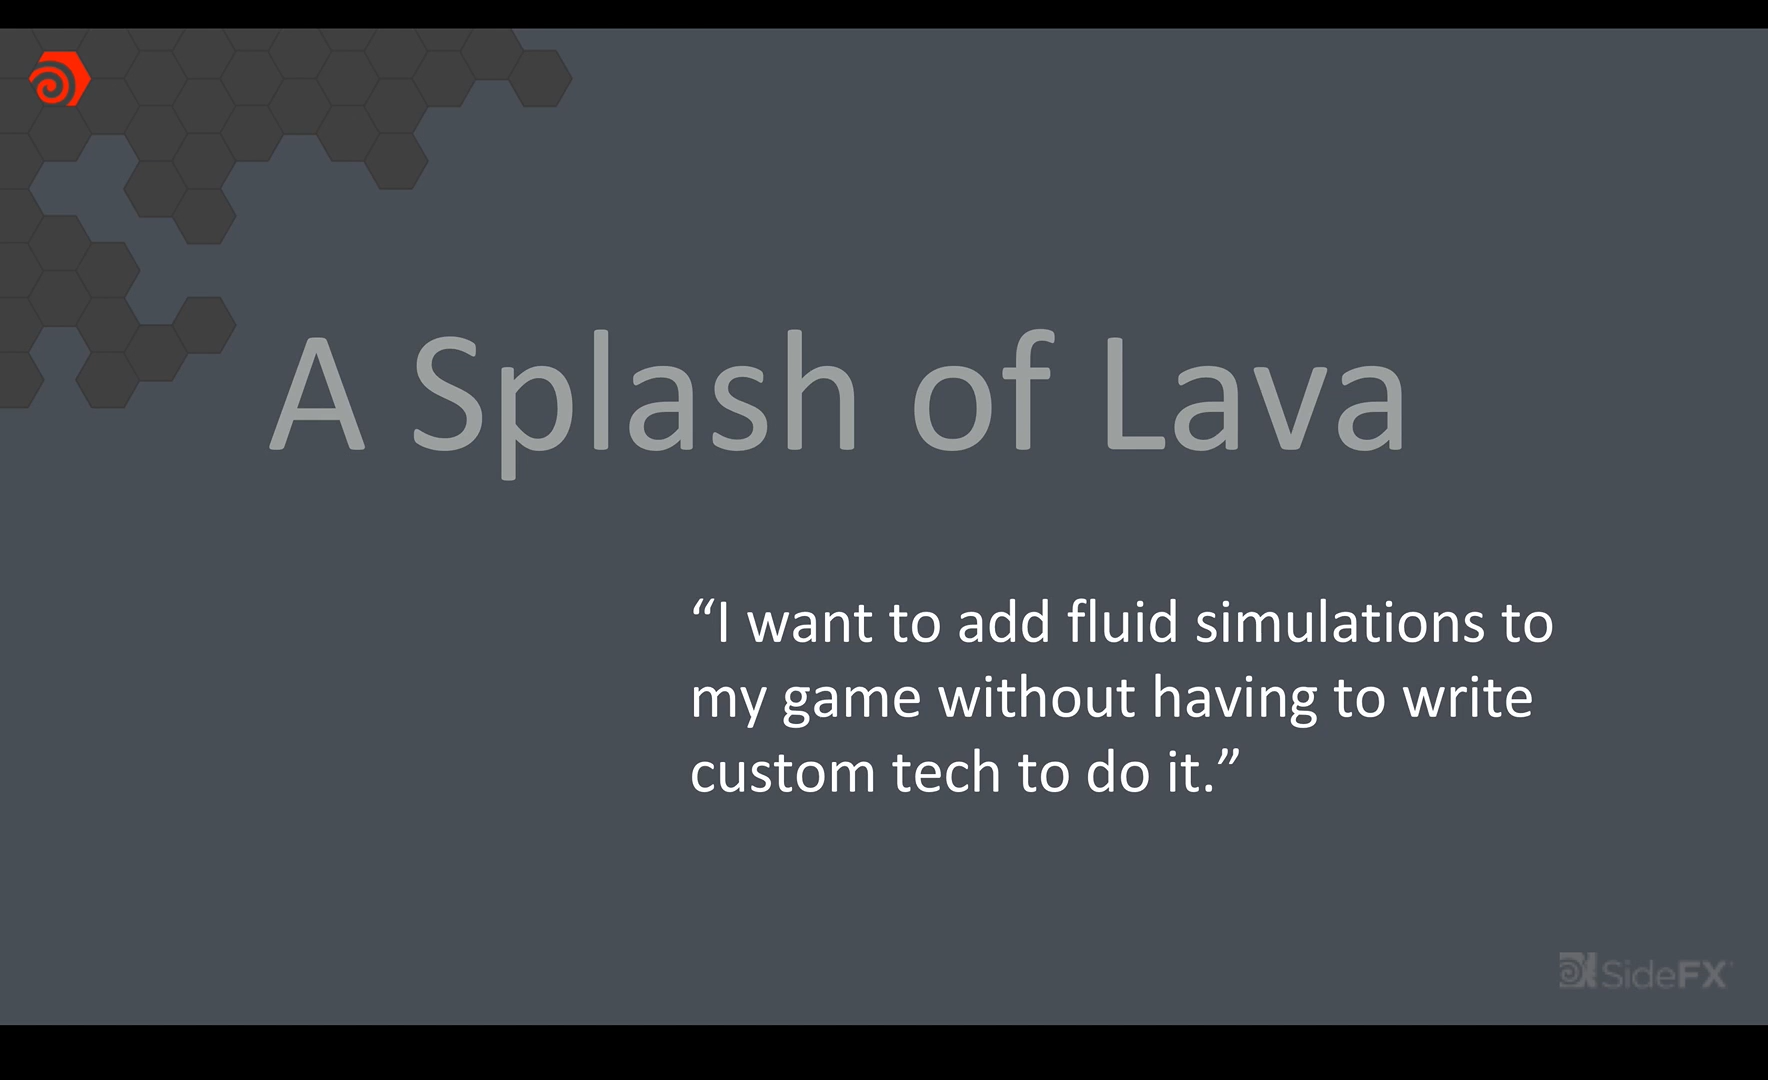 A Splash of Lava
“I want to add fluid simulations to
my game without having to write
custom tech to do it.”
SideFX